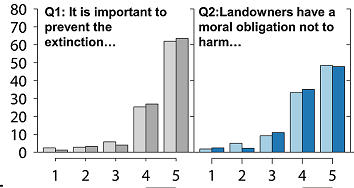 80
70
60
50
40
30
20
10
0
Q1: It is important to
prevent the
extinction…
1 2 3 4 5
Q2:Landowners have a
moral obligation not to
harm…
1 2 3 4 5